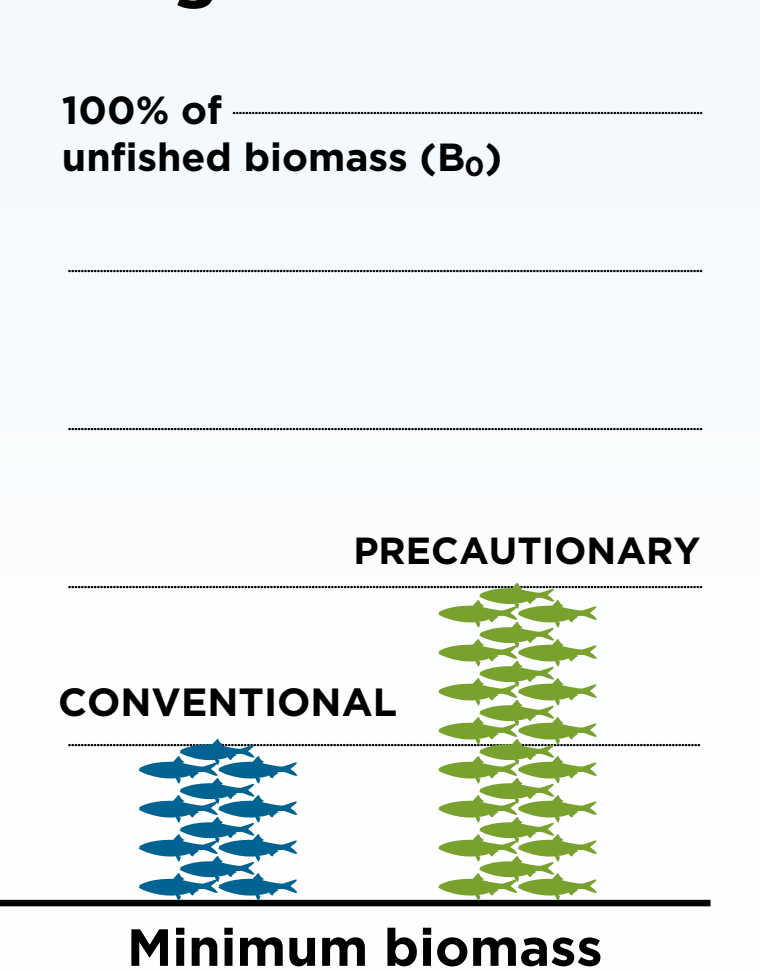 100% of
unfished biomass (B₀)
PRECAUTIONARY
CONVENTIONAL
Minimum biomass